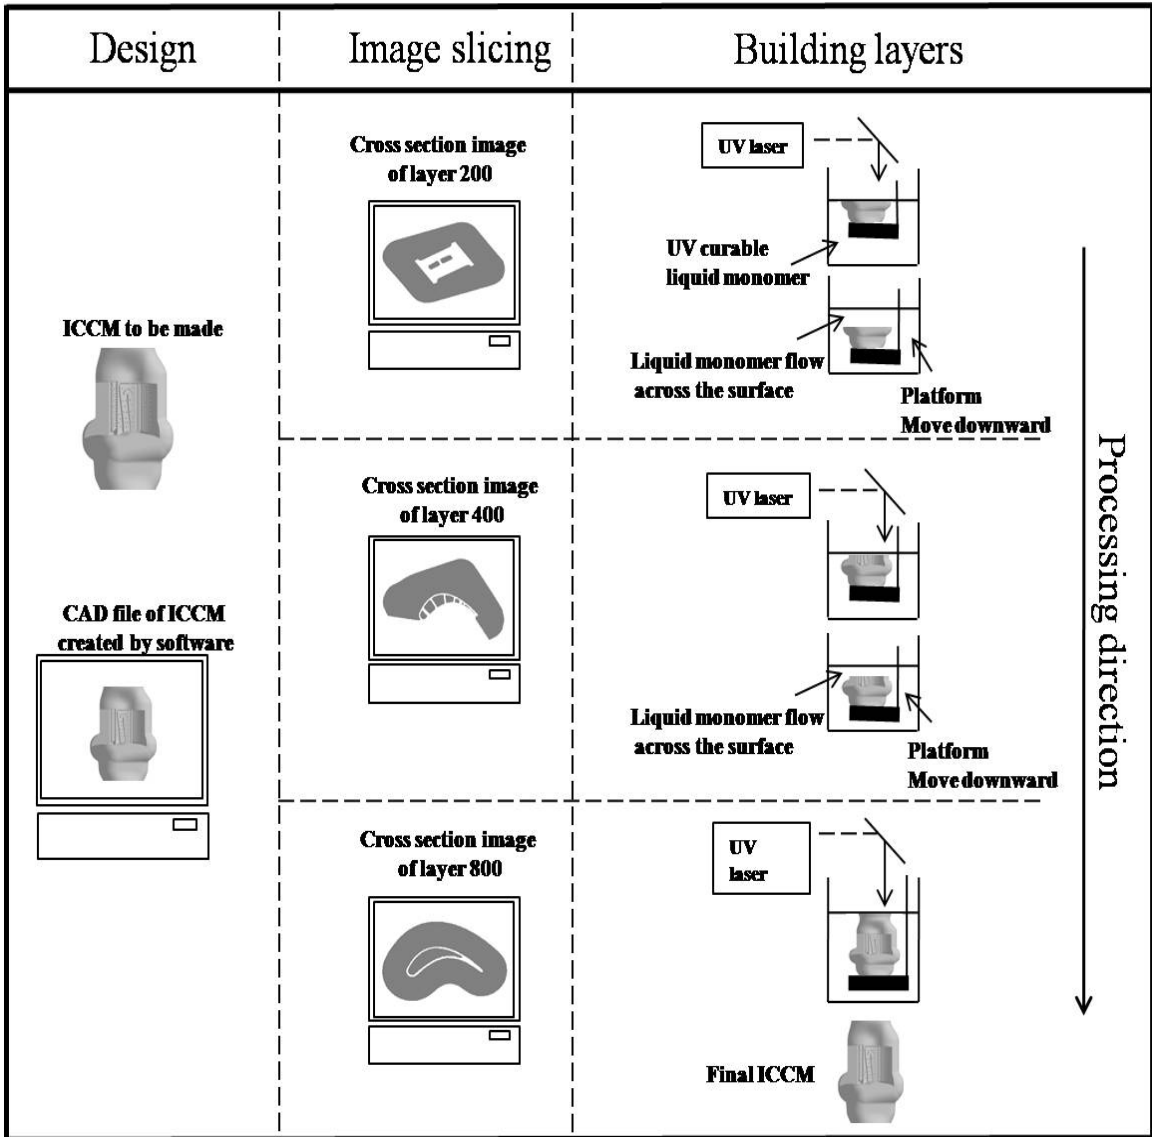 Design
Image slicing
Building layers
ICCM to be made
CAD file of ICCM
created by software
Cross section image
of layer 200
UV laser
UV curable
liquid monomer
Liquid monomer flow
across the surface
Platform
Move downward
Cross section image
of layer 400
UV laser
Liquid monomer flow
across the surface
Platform
Move downward
Cross section image
of layer 800
UV
laser
Final ICCM
Processing direction